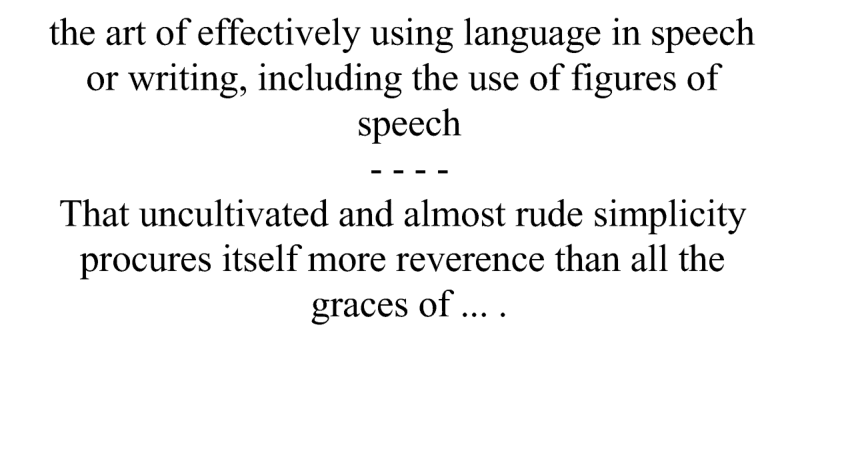 the art of effectively using language in speech
or writing, including the use of figures of
speech
- - - -
That uncultivated and almost rude simplicity
procures itself more reverence than all the
graces of ... .